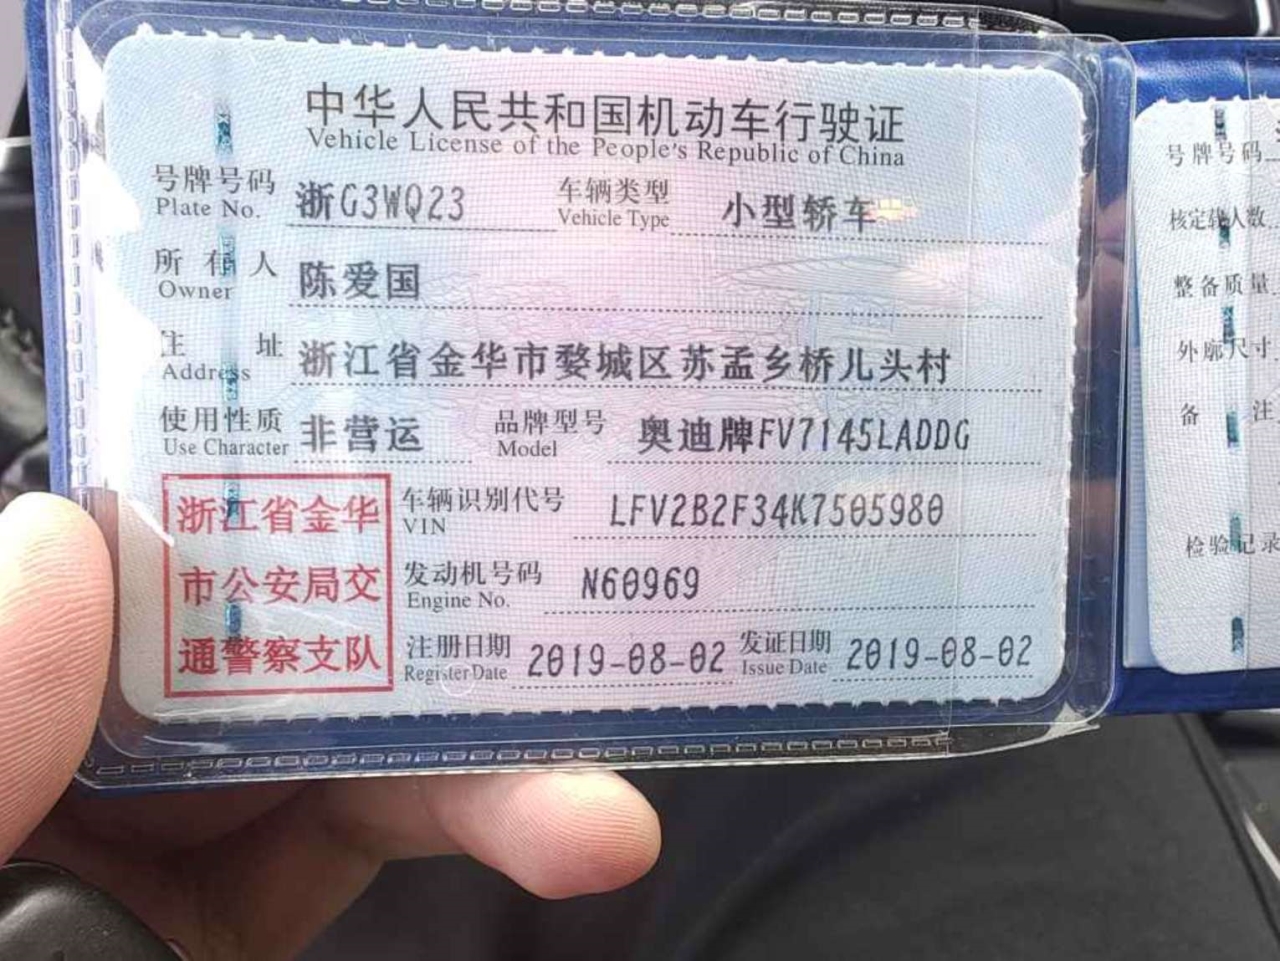 中华人民共和国机动车行驶证
Vehicle License of the People's Republic of China
号牌号码 浙G3WQ23 车辆类型 小型轿车
Plate No. Vehicle Type
所有人 陈爱国
Owner
主址 浙江省金华市婺城区苏孟乡桥儿头村
Address
使用性质 非营运 品牌型号 奥迪牌FV7145LADDG
Use Character Model
浙江省金华
市公安局交
通警察支队
车辆识别代号 LFV2B2F34K7505980
VIN
发动机号码 N60969
Engine No.
注册日期 2019-08-02 发证日期 2019-08-02
Register Date Issue Date
号牌号码
核定载人数
整备质量
外廓尺寸
备注
检验记录